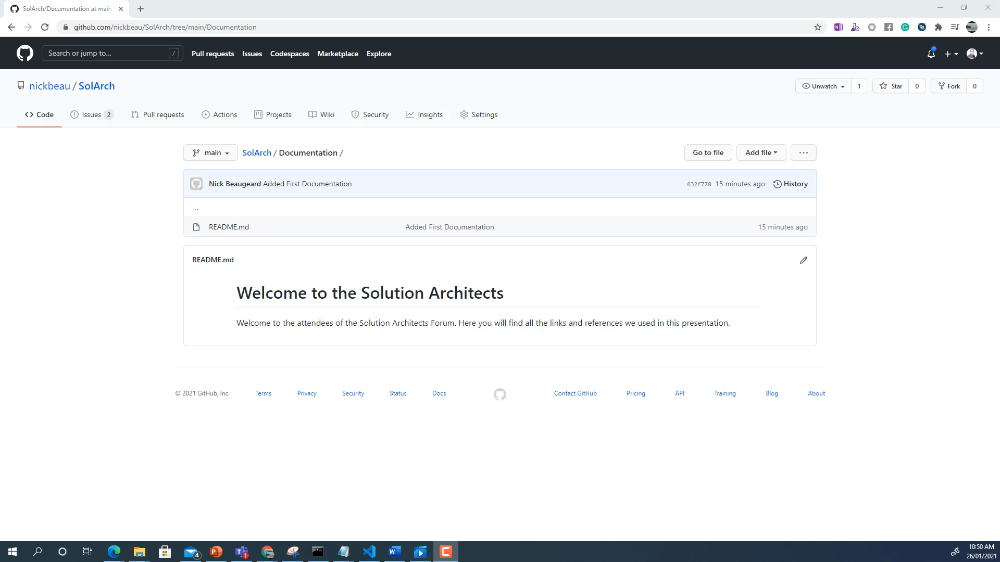 SolArch/Documentation at main
github.com/nickbeau/SolArch/tree/main/Documentation
Search or jump to... /
Pull requests Issues Codespaces Marketplace Explore
nickbeau / SolArch
Unwatch 1 Star 0 Fork 0
Code Issues 2 Pull requests Actions Projects Wiki Security Insights Settings
main SolArch / Documentation / Go to file Add file ...
Nick Beaugeard Added First Documentation 632f770 15 minutes ago History
..
README.md Added First Documentation 15 minutes ago
README.md
Welcome to the Solution Architects
Welcome to the attendees of the Solution Architects Forum. Here you will find all the links and references we used in this presentation.
© 2021 GitHub, Inc. Terms Privacy Security Status Docs Contact GitHub Pricing API Training Blog About
4 1
10:50 AM
26/01/2021